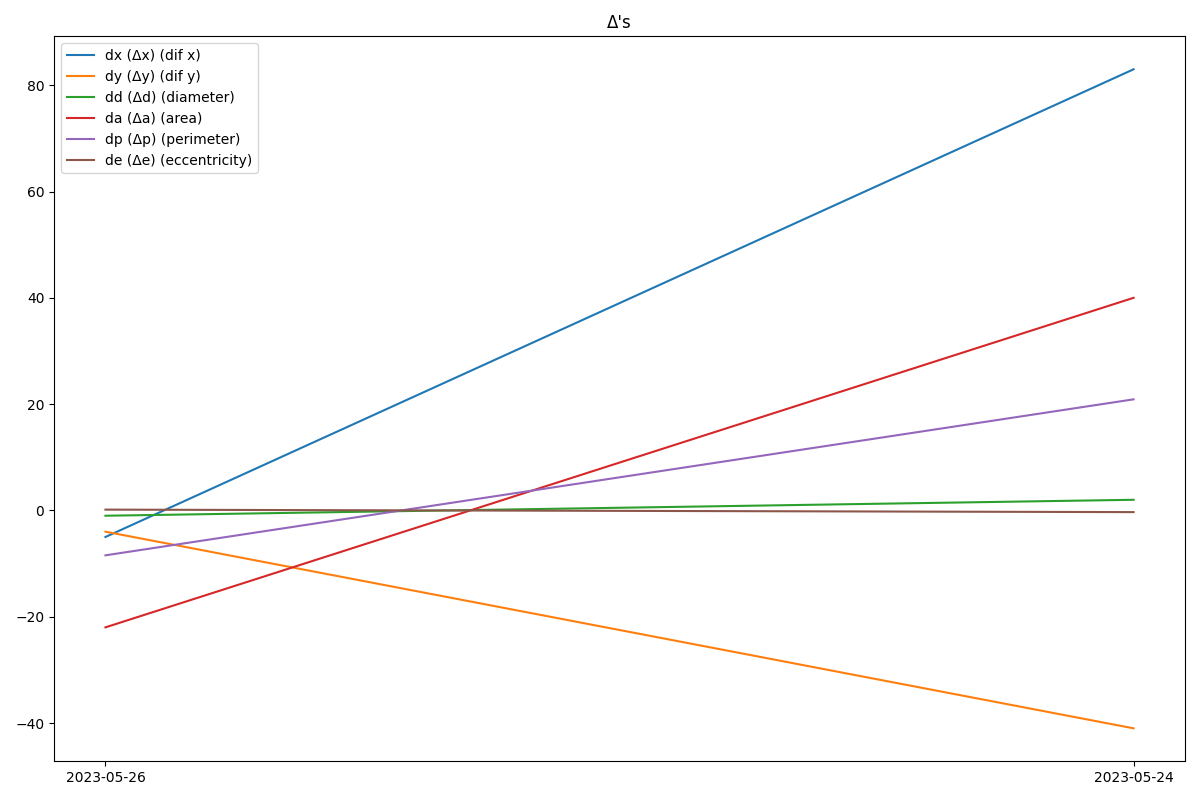 Δ's
dx (Δx) (dif x)
dy (Δy) (dif y)
dd (Δd) (diameter)
da (Δa) (area)
dp (Δp) (perimeter)
de (Δe) (eccentricity)
80
60
40
20
0
−20
−40
2023-05-26
2023-05-24